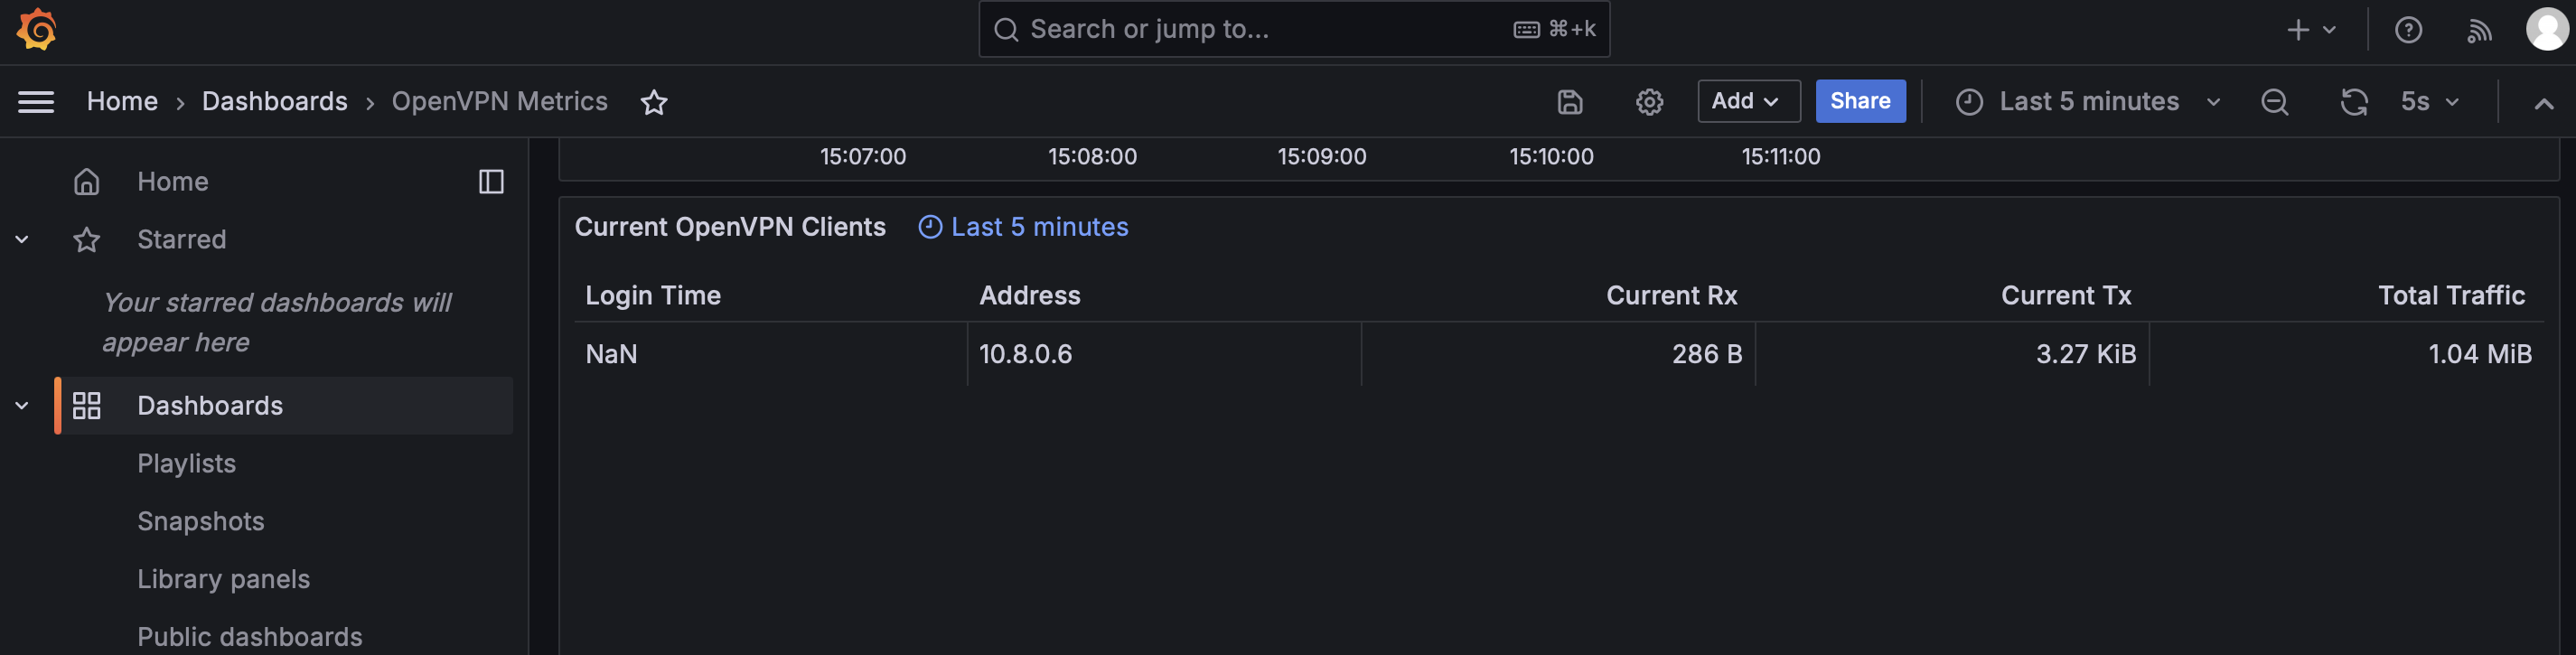 Search or jump to... ⌘+k
Home › Dashboards › OpenVPN Metrics Add Share Last 5 minutes 5s
Home
Starred
Your starred dashboards will
appear here
Dashboards
Playlists
Snapshots
Library panels
Public dashboards
15:07:00 15:08:00 15:09:00 15:10:00 15:11:00
Current OpenVPN Clients Last 5 minutes
Login Time Address Current Rx Current Tx Total Traffic
NaN 10.8.0.6 286 B 3.27 KiB 1.04 MiB